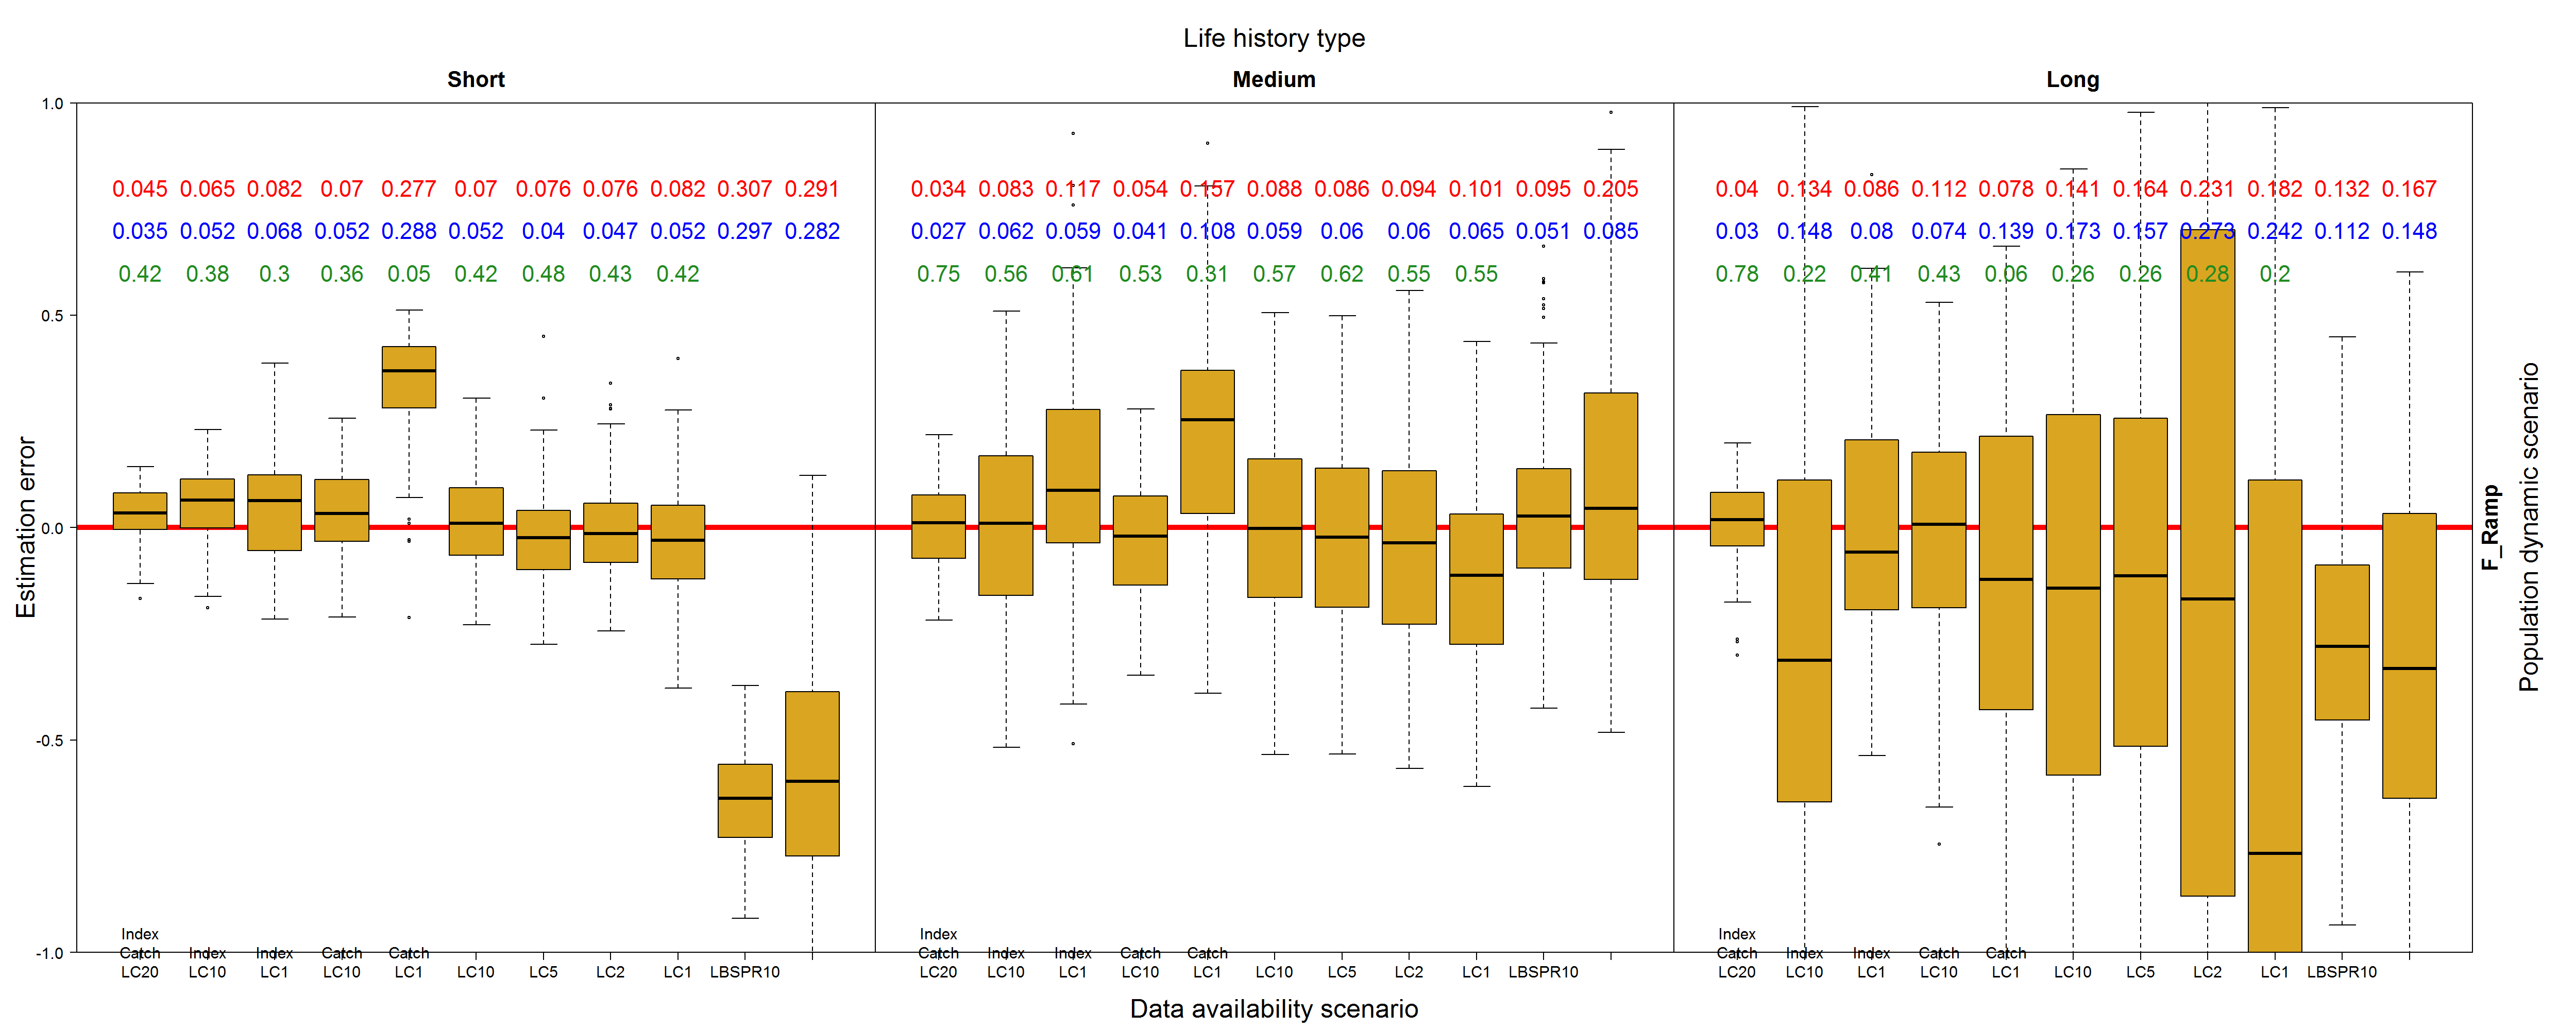 Life history type
Short Medium Long
1.0
0.045 0.065 0.082 0.07 0.277 0.07 0.076 0.076 0.082 0.307 0.291 0.034 0.083 0.117 0.054 0.157 0.088 0.086 0.094 0.101 0.095 0.205 0.04 0.134 0.086 0.112 0.078 0.141 0.164 0.231 0.182 0.132 0.167
0.035 0.052 0.068 0.052 0.288 0.052 0.04 0.047 0.052 0.297 0.282 0.027 0.062 0.059 0.041 0.108 0.059 0.06 0.06 0.065 0.051 0.085 0.03 0.148 0.08 0.074 0.139 0.173 0.157 0.273 0.242 0.112 0.148
0.42 0.38 0.3 0.36 0.05 0.42 0.48 0.43 0.42 0.75 0.56 0.61 0.53 0.31 0.57 0.62 0.55 0.55 0.78 0.22 0.41 0.43 0.06 0.26 0.26 0.28 0.2
0.5
0.0
-0.5
-1.0
Estimation error
F_Ramp
Population dynamic scenario
Index Index Index
Catch Index Index Catch Catch Catch Index Index Catch Catch Catch Index Index Catch Catch
LC20 LC10 LC1 LC10 LC1 LC10 LC5 LC2 LC1 LBSPR10 LC20 LC10 LC1 LC10 LC1 LC10 LC5 LC2 LC1 LBSPR10 LC20 LC10 LC1 LC10 LC1 LC10 LC5 LC2 LC1 LBSPR10
Data availability scenario